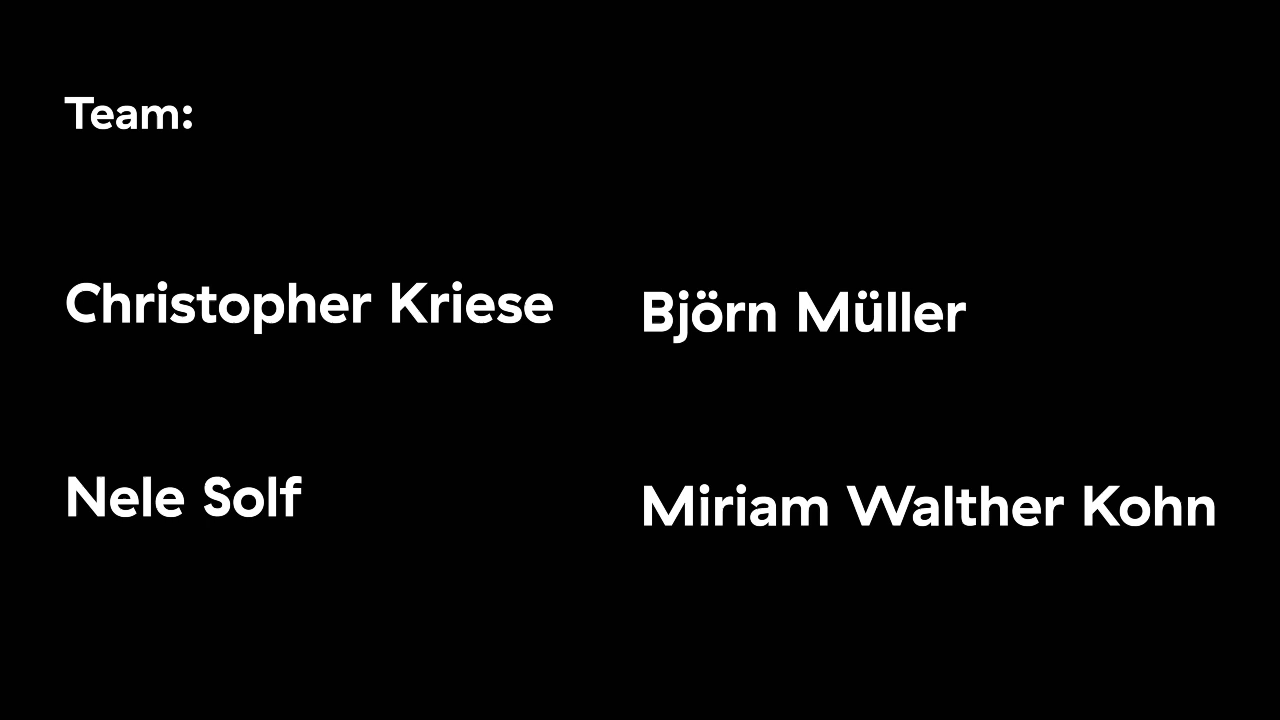 Team:
Christopher Kriese
Björn Müller
Nele Solf
Miriam Walther Kohn